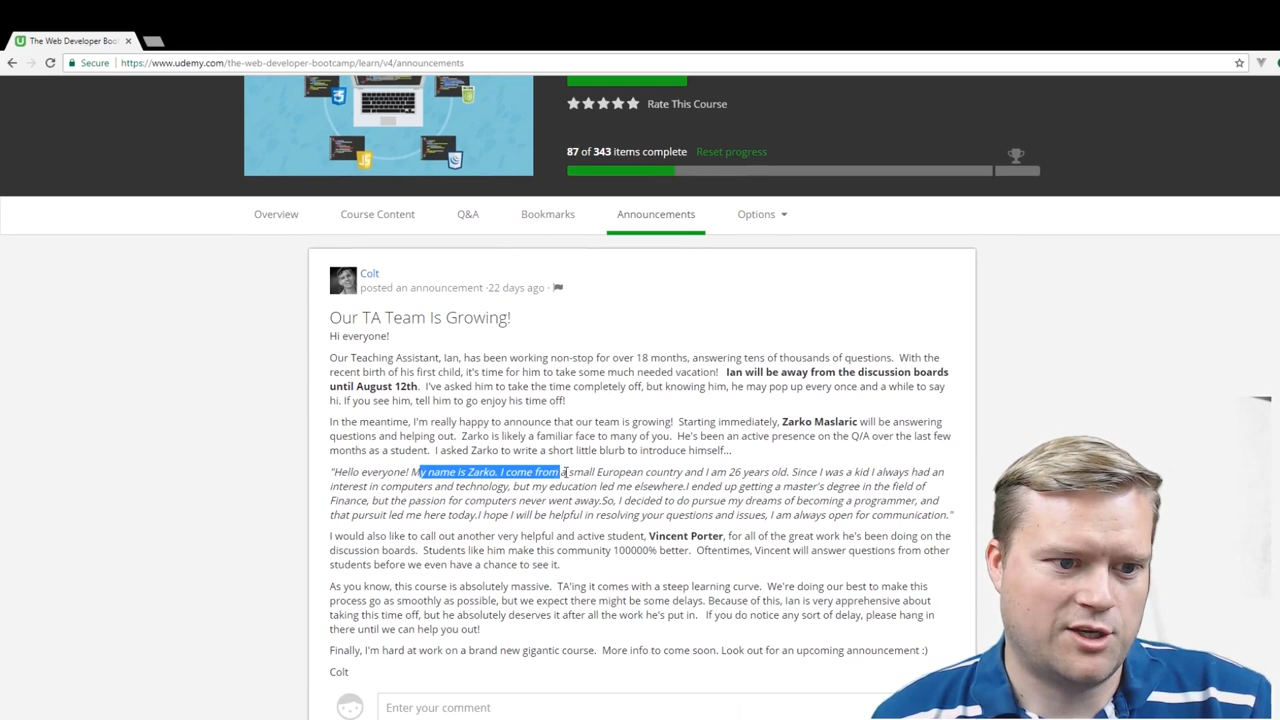 The Web Developer Boo
Secure
https://www.udemy.com/the-web-developer-bootcamp/learn/v4/announcements
Rate This Course
87 of 343 items complete Reset progress
Overview Course Content Q&A Bookmarks Announcements Options
Colt
posted an announcement · 22 days ago ·
Our TA Team Is Growing!
Hi everyone!
Our Teaching Assistant, Ian, has been working non-stop for over 18 months, answering tens of thousands of questions. With the
recent birth of his first child, it's time for him to take some much needed vacation! Ian will be away from the discussion boards
until August 12th. I've asked him to take the time completely off, but knowing him, he may pop up every once and a while to say
hi. If you see him, tell him to go enjoy his time off!
In the meantime, I'm really happy to announce that our team is growing! Starting immediately, Zarko Maslaric will be answering
questions and helping out. Zarko is likely a familiar face to many of you. He's been an active presence on the Q/A over the last few
months as a student. I asked Zarko to write a short little blurb to introduce himself...
"Hello everyone! My name is Zarko. I come from a small European country and I am 26 years old. Since I was a kid I always had an
interest in computers and technology, but my education led me elsewhere.I ended up getting a master's degree in the field of
Finance, but the passion for computers never went away.So, I decided to do pursue my dreams of becoming a programmer, and
that pursuit led me here today.I hope I will be helpful in resolving your questions and issues, I am always open for communication."
I would also like to call out another very helpful and active student, Vincent Porter, for all of the great work he's been doing on the
discussion boards. Students like him make this community 100000% better. Oftentimes, Vincent will answer questions from other
students before we even have a chance to see it.
As you know, this course is absolutely massive. TA'ing it comes with a steep learning curve. We're doing our best to make this
process go as smoothly as possible, but we expect there might be some delays. Because of this, Ian is very apprehensive about
taking this time off, but he absolutely deserves it after all the work he's put in. If you do notice any sort of delay, please hang in
there until we can help you out!
Finally, I'm hard at work on a brand new gigantic course. More info to come soon. Look out for an upcoming announcement :)
Colt
Enter your comment